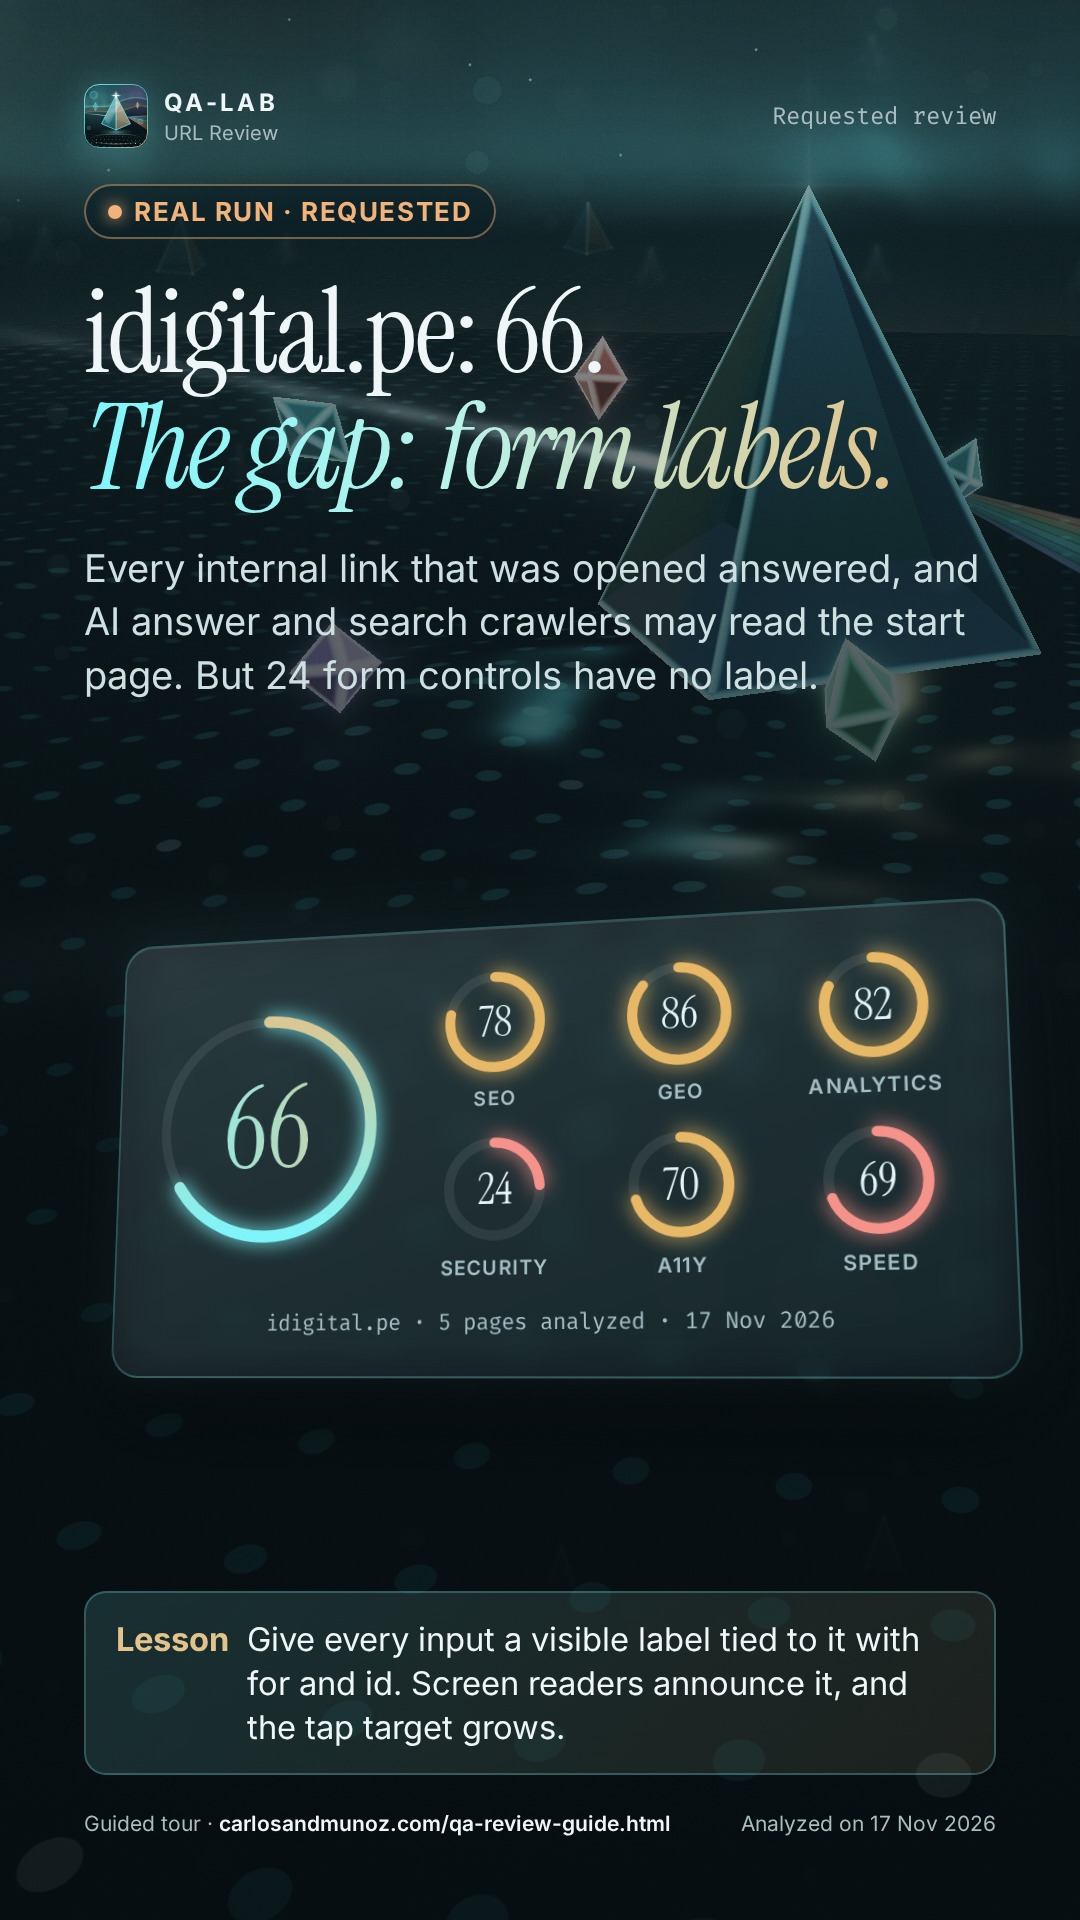 QA-LAB
URL Review
Requested review
REAL RUN · REQUESTED
idigital.pe: 66.
The gap: form labels.
Every internal link that was opened answered, and
AI answer and search crawlers may read the start
page. But 24 form controls have no label.
66
78
SEO
86
GEO
82
ANALYTICS
24
SECURITY
70
A11Y
69
SPEED
idigital.pe · 5 pages analyzed · 17 Nov 2026
Lesson Give every input a visible label tied to it with
for and id. Screen readers announce it, and
the tap target grows.
Guided tour · carlosandmunoz.com/qa-review-guide.html
Analyzed on 17 Nov 2026